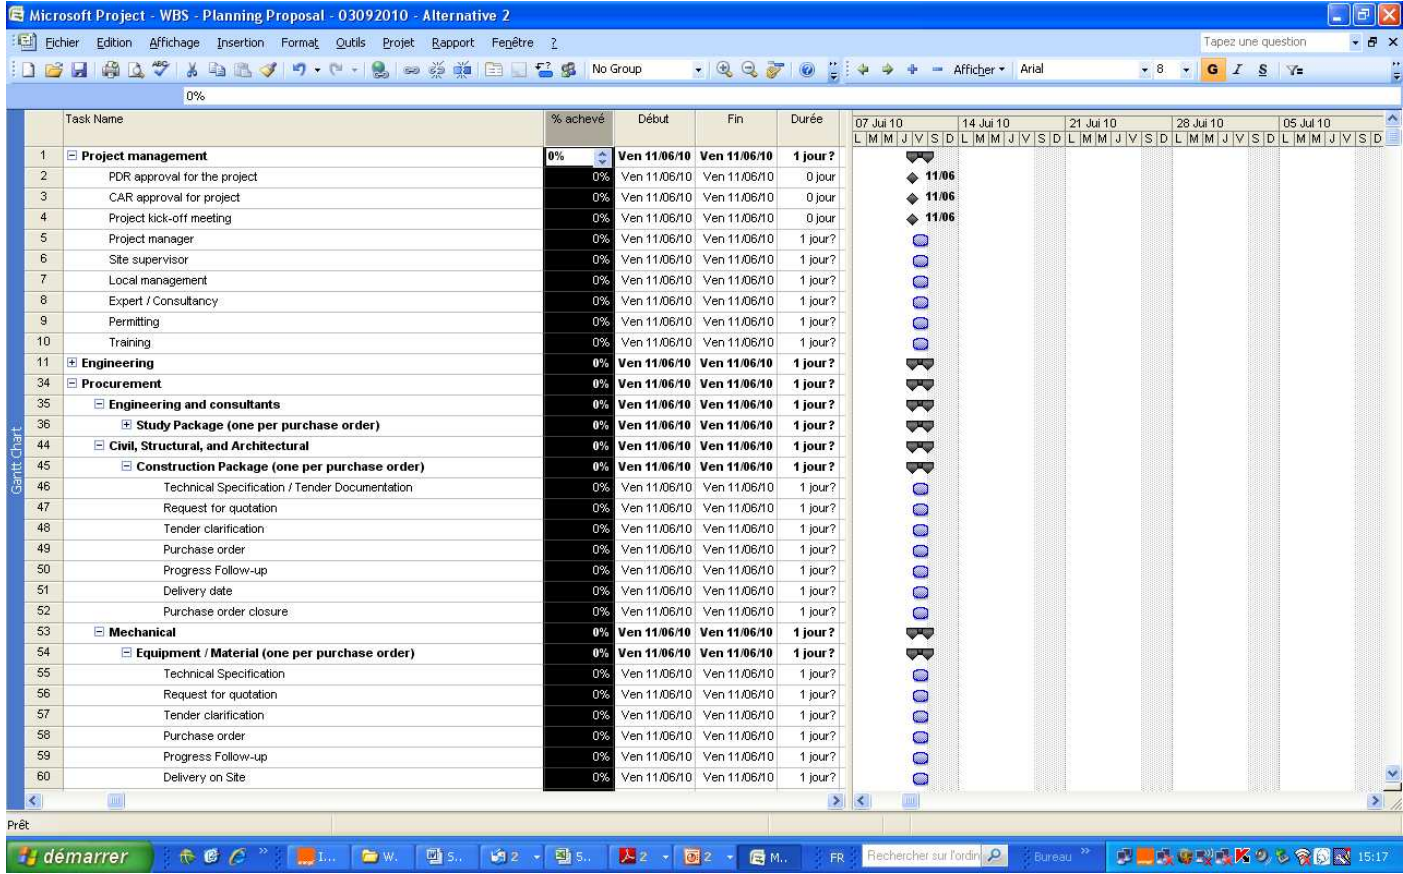 Microsoft Project - WBS - Planning Proposal - 03092010 - Alternative 2
Fichier Edition Affichage Insertion Format Outils Projet Rapport Fenêtre ? Tapez une question
No Group Afficher Arial 8 G I S
0%
Task Name % achevé Début Fin Durée 07 Jui 10 14 Jui 10 21 Jui 10 28 Jui 10 05 Jul 10
L M M J V S D L M M J V S D L M M J V S D L M M J V S D L M M J V S D
1 Project management 0% Ven 11/06/10 Ven 11/06/10 1 jour?
2 PDR approval for the project 0% Ven 11/06/10 Ven 11/06/10 0 jour 11/06
3 CAR approval for project 0% Ven 11/06/10 Ven 11/06/10 0 jour 11/06
4 Project kick-off meeting 0% Ven 11/06/10 Ven 11/06/10 0 jour 11/06
5 Project manager 0% Ven 11/06/10 Ven 11/06/10 1 jour?
6 Site supervisor 0% Ven 11/06/10 Ven 11/06/10 1 jour?
7 Local management 0% Ven 11/06/10 Ven 11/06/10 1 jour?
8 Expert / Consultancy 0% Ven 11/06/10 Ven 11/06/10 1 jour?
9 Permitting 0% Ven 11/06/10 Ven 11/06/10 1 jour?
10 Training 0% Ven 11/06/10 Ven 11/06/10 1 jour?
11 Engineering 0% Ven 11/06/10 Ven 11/06/10 1 jour?
34 Procurement 0% Ven 11/06/10 Ven 11/06/10 1 jour?
35 Engineering and consultants 0% Ven 11/06/10 Ven 11/06/10 1 jour?
36 Study Package (one per purchase order) 0% Ven 11/06/10 Ven 11/06/10 1 jour?
44 Civil, Structural, and Architectural 0% Ven 11/06/10 Ven 11/06/10 1 jour?
45 Construction Package (one per purchase order) 0% Ven 11/06/10 Ven 11/06/10 1 jour?
46 Technical Specification / Tender Documentation 0% Ven 11/06/10 Ven 11/06/10 1 jour?
47 Request for quotation 0% Ven 11/06/10 Ven 11/06/10 1 jour?
48 Tender clarification 0% Ven 11/06/10 Ven 11/06/10 1 jour?
49 Purchase order 0% Ven 11/06/10 Ven 11/06/10 1 jour?
50 Progress Follow-up 0% Ven 11/06/10 Ven 11/06/10 1 jour?
51 Delivery date 0% Ven 11/06/10 Ven 11/06/10 1 jour?
52 Purchase order closure 0% Ven 11/06/10 Ven 11/06/10 1 jour?
53 Mechanical 0% Ven 11/06/10 Ven 11/06/10 1 jour?
54 Equipment / Material (one per purchase order) 0% Ven 11/06/10 Ven 11/06/10 1 jour?
55 Technical Specification 0% Ven 11/06/10 Ven 11/06/10 1 jour?
56 Request for quotation 0% Ven 11/06/10 Ven 11/06/10 1 jour?
57 Tender clarification 0% Ven 11/06/10 Ven 11/06/10 1 jour?
58 Purchase order 0% Ven 11/06/10 Ven 11/06/10 1 jour?
59 Progress Follow-up 0% Ven 11/06/10 Ven 11/06/10 1 jour?
60 Delivery on Site 0% Ven 11/06/10 Ven 11/06/10 1 jour?
Gantt Chart
Prêt
démarrer I... W. 5.. 2 5.. 2 2 M.. FR Rechercher sur l'ordin Bureau 15:17